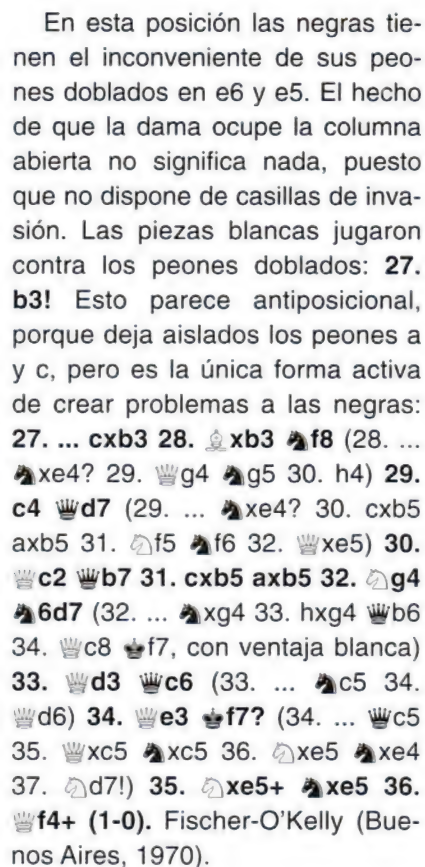 En esta posición las negras tie-
nen el inconveniente de sus peo-
nes doblados en e6 y e5. El hecho
de que la dama ocupe la columna
abierta no significa nada, puesto
que no dispone de casillas de inva-
sión. Las piezas blancas jugaron
contra los peones doblados: 27.
b3! Esto parece antiposicional,
porque deja aislados los peones a
y c, pero es la única forma activa
de crear problemas a las negras:
27. ... cxb3 28. ♗xb3 ♞f8 (28. ...
♞xe4? 29. ♕g4 ♞g5 30. h4) 29.
c4 ♛d7 (29. ... ♞xe4? 30. cxb5
axb5 31. ♘f5 ♞f6 32. ♕xe5) 30.
♕c2 ♛b7 31. cxb5 axb5 32. ♘g4
♞6d7 (32. ... ♞xg4 33. hxg4 ♛b6
34. ♕c8 ♚f7, con ventaja blanca)
33. ♕d3 ♛c6 (33. ... ♞c5 34.
♕d6) 34. ♕e3 ♚f7? (34. ... ♛c5
35. ♕xc5 ♞xc5 36. ♘xe5 ♞xe4
37. ♘d7!) 35. ♘xe5+ ♞xe5 36.
♕f4+ (1-0). Fischer-O'Kelly (Bue-
nos Aires, 1970).